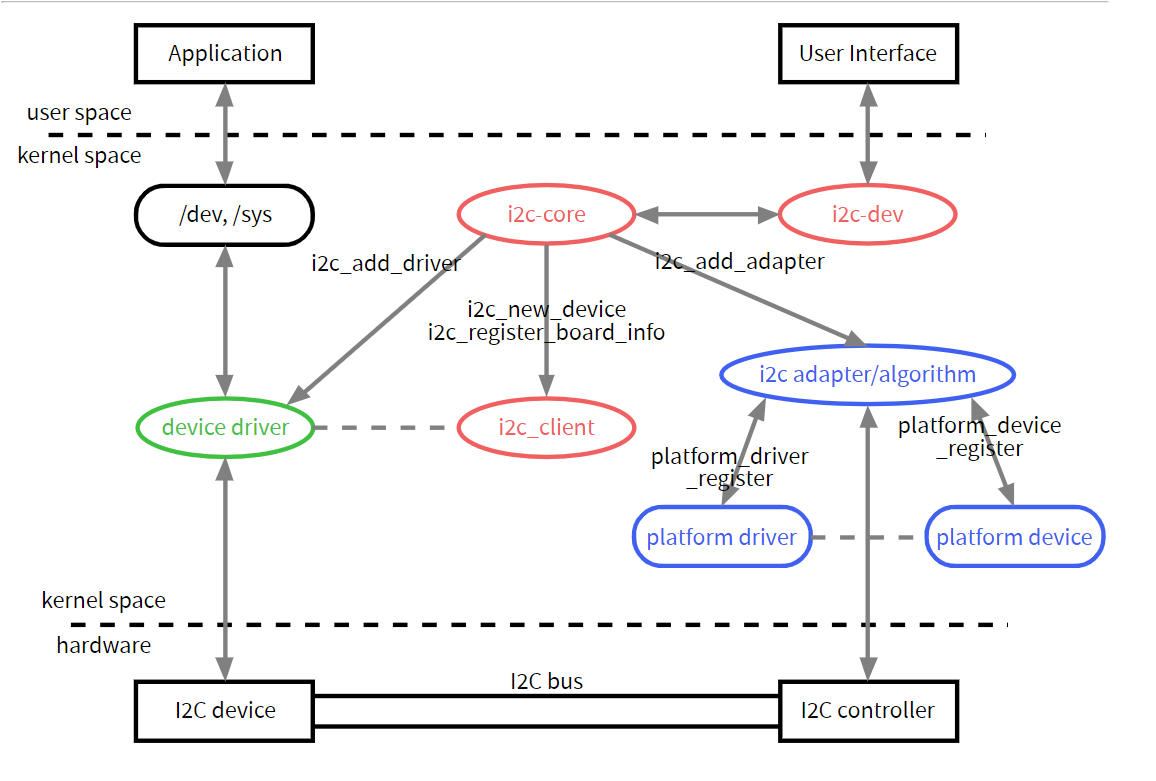 Application
User Interface
user space
kernel space
/dev, /sys
i2c-core
i2c-dev
i2c_add_driver
i2c_add_adapter
i2c_new_device
i2c_register_board_info
i2c adapter/algorithm
device driver
i2c_client
platform_device
_register
platform_driver
_register
platform driver
platform device
kernel space
hardware
I2C bus
I2C device
I2C controller